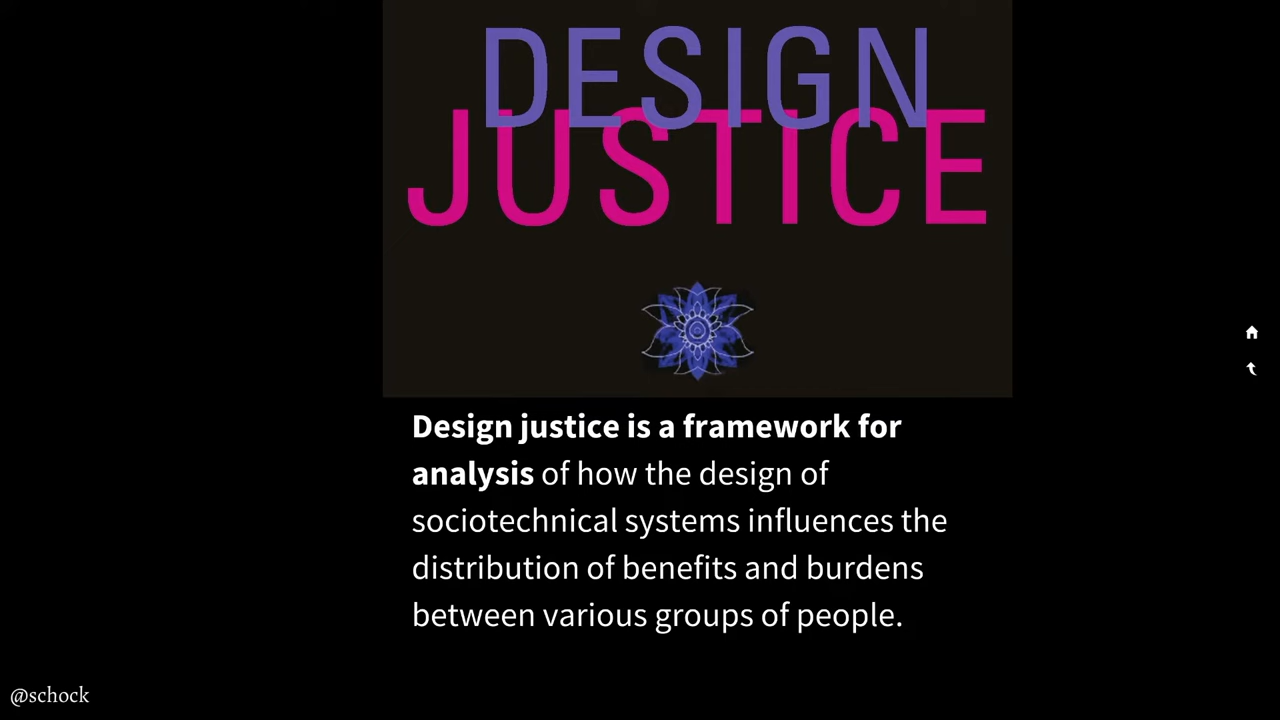 DESIGN
JUSTICE
Design justice is a framework for
analysis of how the design of
sociotechnical systems influences the
distribution of benefits and burdens
between various groups of people.
@schock